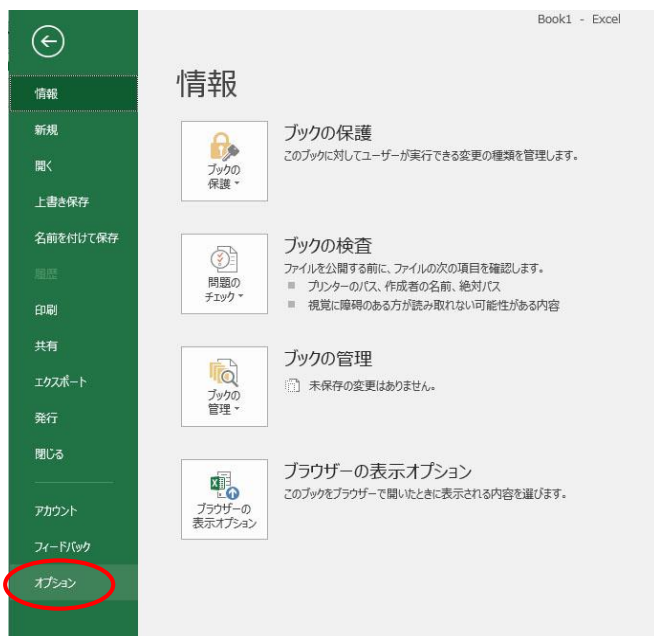 Book1 - Excel
情報
情報
新規
開く
上書き保存
名前を付けて保存
履歴
印刷
共有
エクスポート
発行
閉じる
アカウント
フィードバック
オプション
ブックの
保護
ブックの保護
このブックに対してユーザーが実行できる変更の種類を管理します。
問題の
チェック
ブックの検査
ファイルを公開する前に、ファイルの次の項目を確認します。
プリンターのパス、作成者の名前、絶対パス
視覚に障碍のある方が読み取れない可能性がある内容
ブックの
管理
ブックの管理
未保存の変更はありません。
ブラウザーの
表示オプション
ブラウザーの表示オプション
このブックをブラウザーで開いたときに表示される内容を選びます。